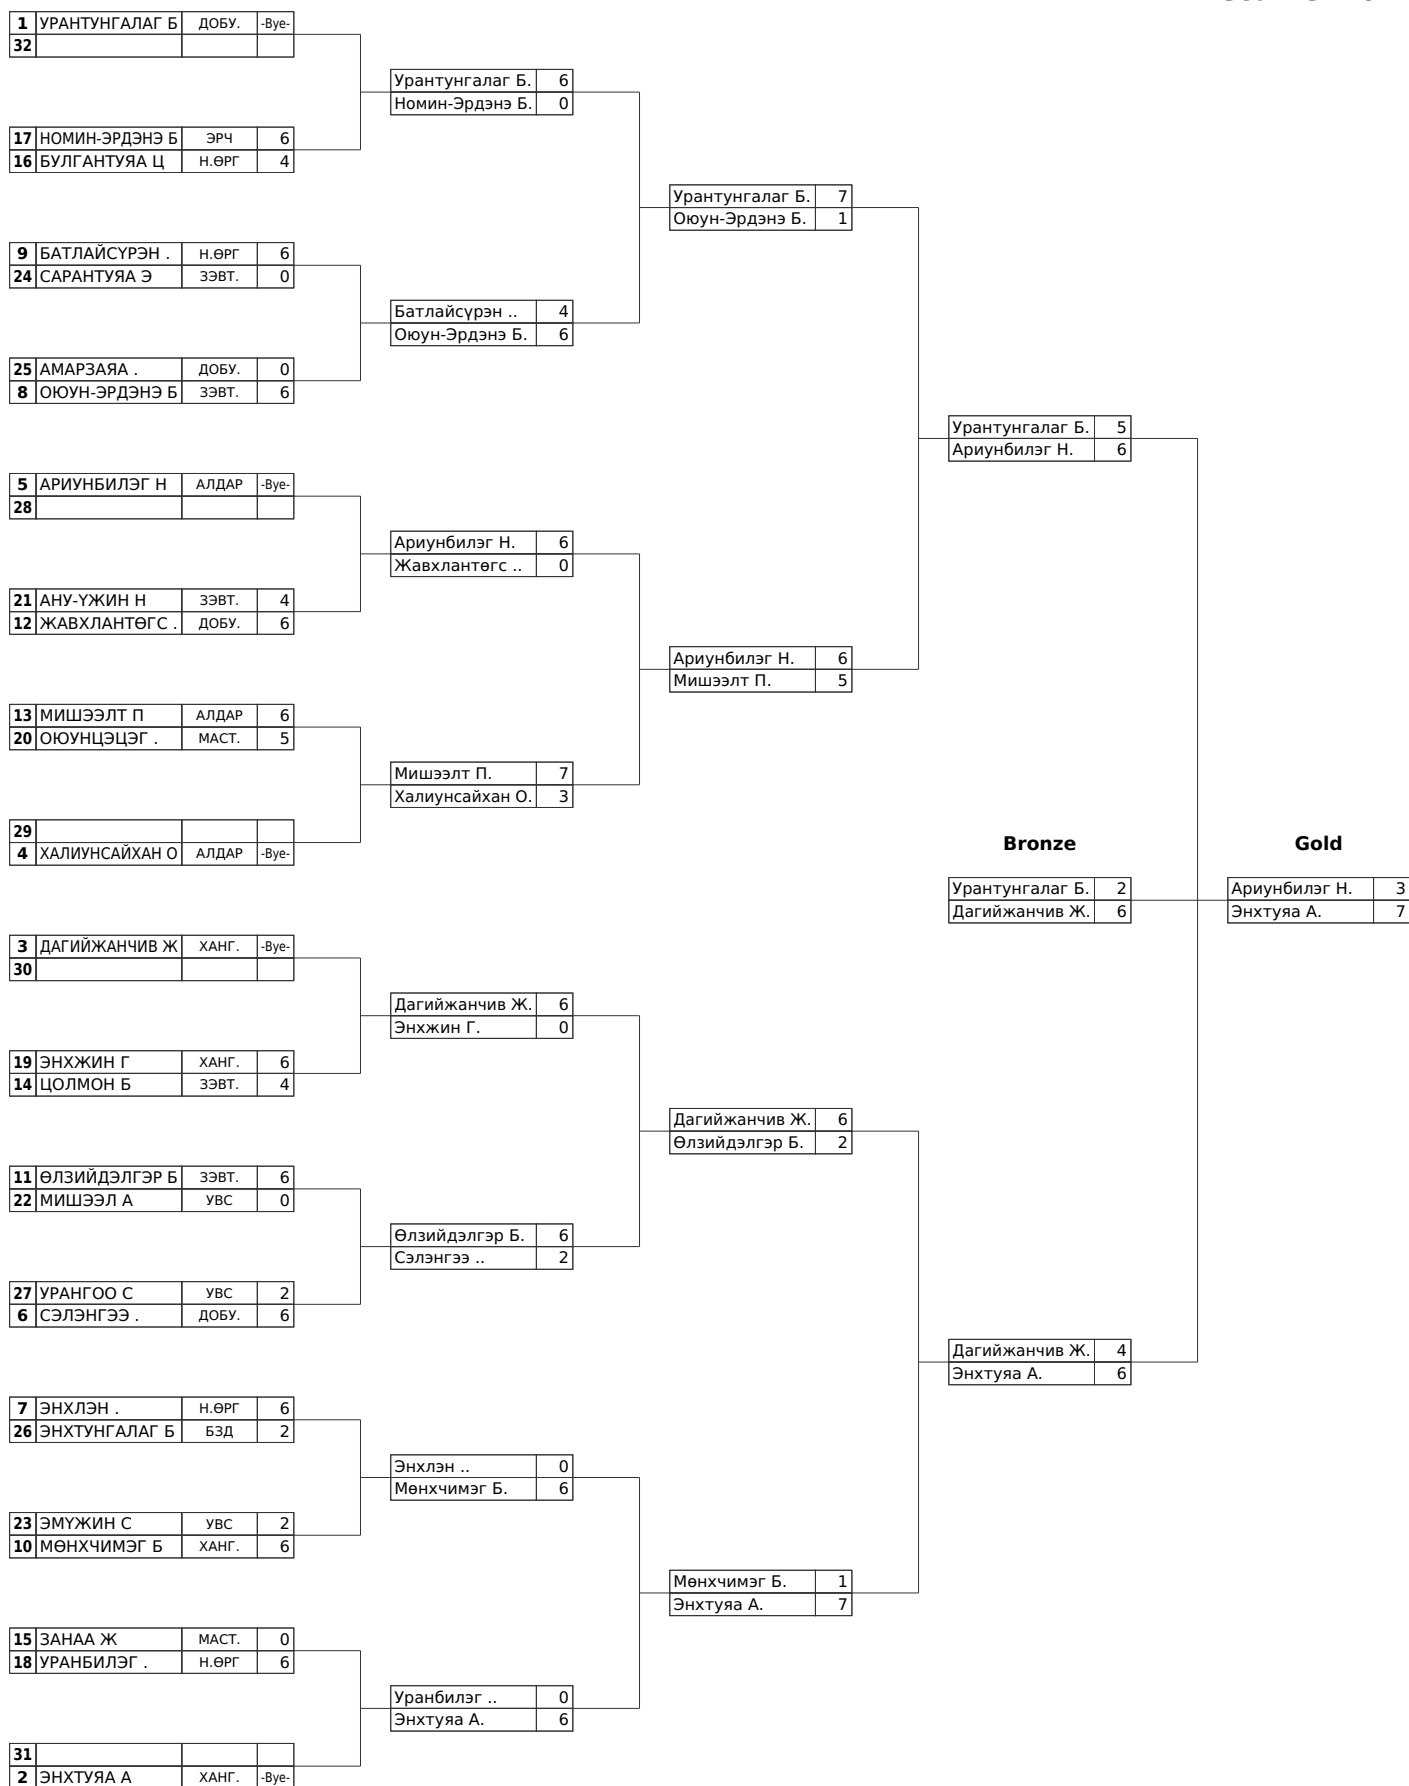 1 УРАНТУНГАЛАГ Б ДОБУ. -Bye-
32
Урантунгалаг Б. 6
Номин-Эрдэнэ Б. 0
17 НОМИН-ЭРДЭНЭ Б ЭРЧ 6
16 БУЛГАНТУЯА Ц Н.ӨРГ 4
Урантунгалаг Б. 7
Оюун-Эрдэнэ Б. 1
9 БАТЛАЙСҮРЭН . Н.ӨРГ 6
24 САРАНТУЯА Э ЗЭВТ. 0
Батлайсүрэн .. 4
Оюун-Эрдэнэ Б. 6
25 АМАРЗАЯА . ДОБУ. 0
8 ОЮУН-ЭРДЭНЭ Б ЗЭВТ. 6
Урантунгалаг Б. 5
Ариунбилэг Н. 6
5 АРИУНБИЛЭГ Н АЛДАР -Bye-
28
Ариунбилэг Н. 6
Жавхлантөгс .. 0
21 АНУ-ҮЖИН Н ЗЭВТ. 4
12 ЖАВХЛАНТӨГС . ДОБУ. 6
Ариунбилэг Н. 6
Мишээлт П. 5
13 МИШЭЭЛТ П АЛДАР 6
20 ОЮУНЦЭЦЭГ . МАСТ. 5
Мишээлт П. 7
Халиунсайхан О. 3
29
4 ХАЛИУНСАЙХАН О АЛДАР -Bye-
Bronze Gold
Урантунгалаг Б. 2 Ариунбилэг Н. 3
Дагийжанчив Ж. 6 Энхтуяа А. 7
3 ДАГИЙЖАНЧИВ Ж ХАНГ. -Bye-
30
Дагийжанчив Ж. 6
Энхжин Г. 0
19 ЭНХЖИН Г ХАНГ. 6
14 ЦОЛМОН Б ЗЭВТ. 4
Дагийжанчив Ж. 6
Өлзийдэлгэр Б. 2
11 ӨЛЗИЙДЭЛГЭР Б ЗЭВТ. 6
22 МИШЭЭЛ А УВС 0
Өлзийдэлгэр Б. 6
Сэлэнгээ .. 2
27 УРАНГОО С УВС 2
6 СЭЛЭНГЭЭ . ДОБУ. 6
Дагийжанчив Ж. 4
Энхтуяа А. 6
7 ЭНХЛЭН . Н.ӨРГ 6
26 ЭНХТУНГАЛАГ Б БЗД 2
Энхлэн .. 0
Мөнхчимэг Б. 6
23 ЭМҮЖИН С УВС 2
10 МӨНХЧИМЭГ Б ХАНГ. 6
Мөнхчимэг Б. 1
Энхтуяа А. 7
15 ЗАНАА Ж МАСТ. 0
18 УРАНБИЛЭГ . Н.ӨРГ 6
Уранбилэг .. 0
Энхтуяа А. 6
31
2 ЭНХТУЯА А ХАНГ. -Bye-